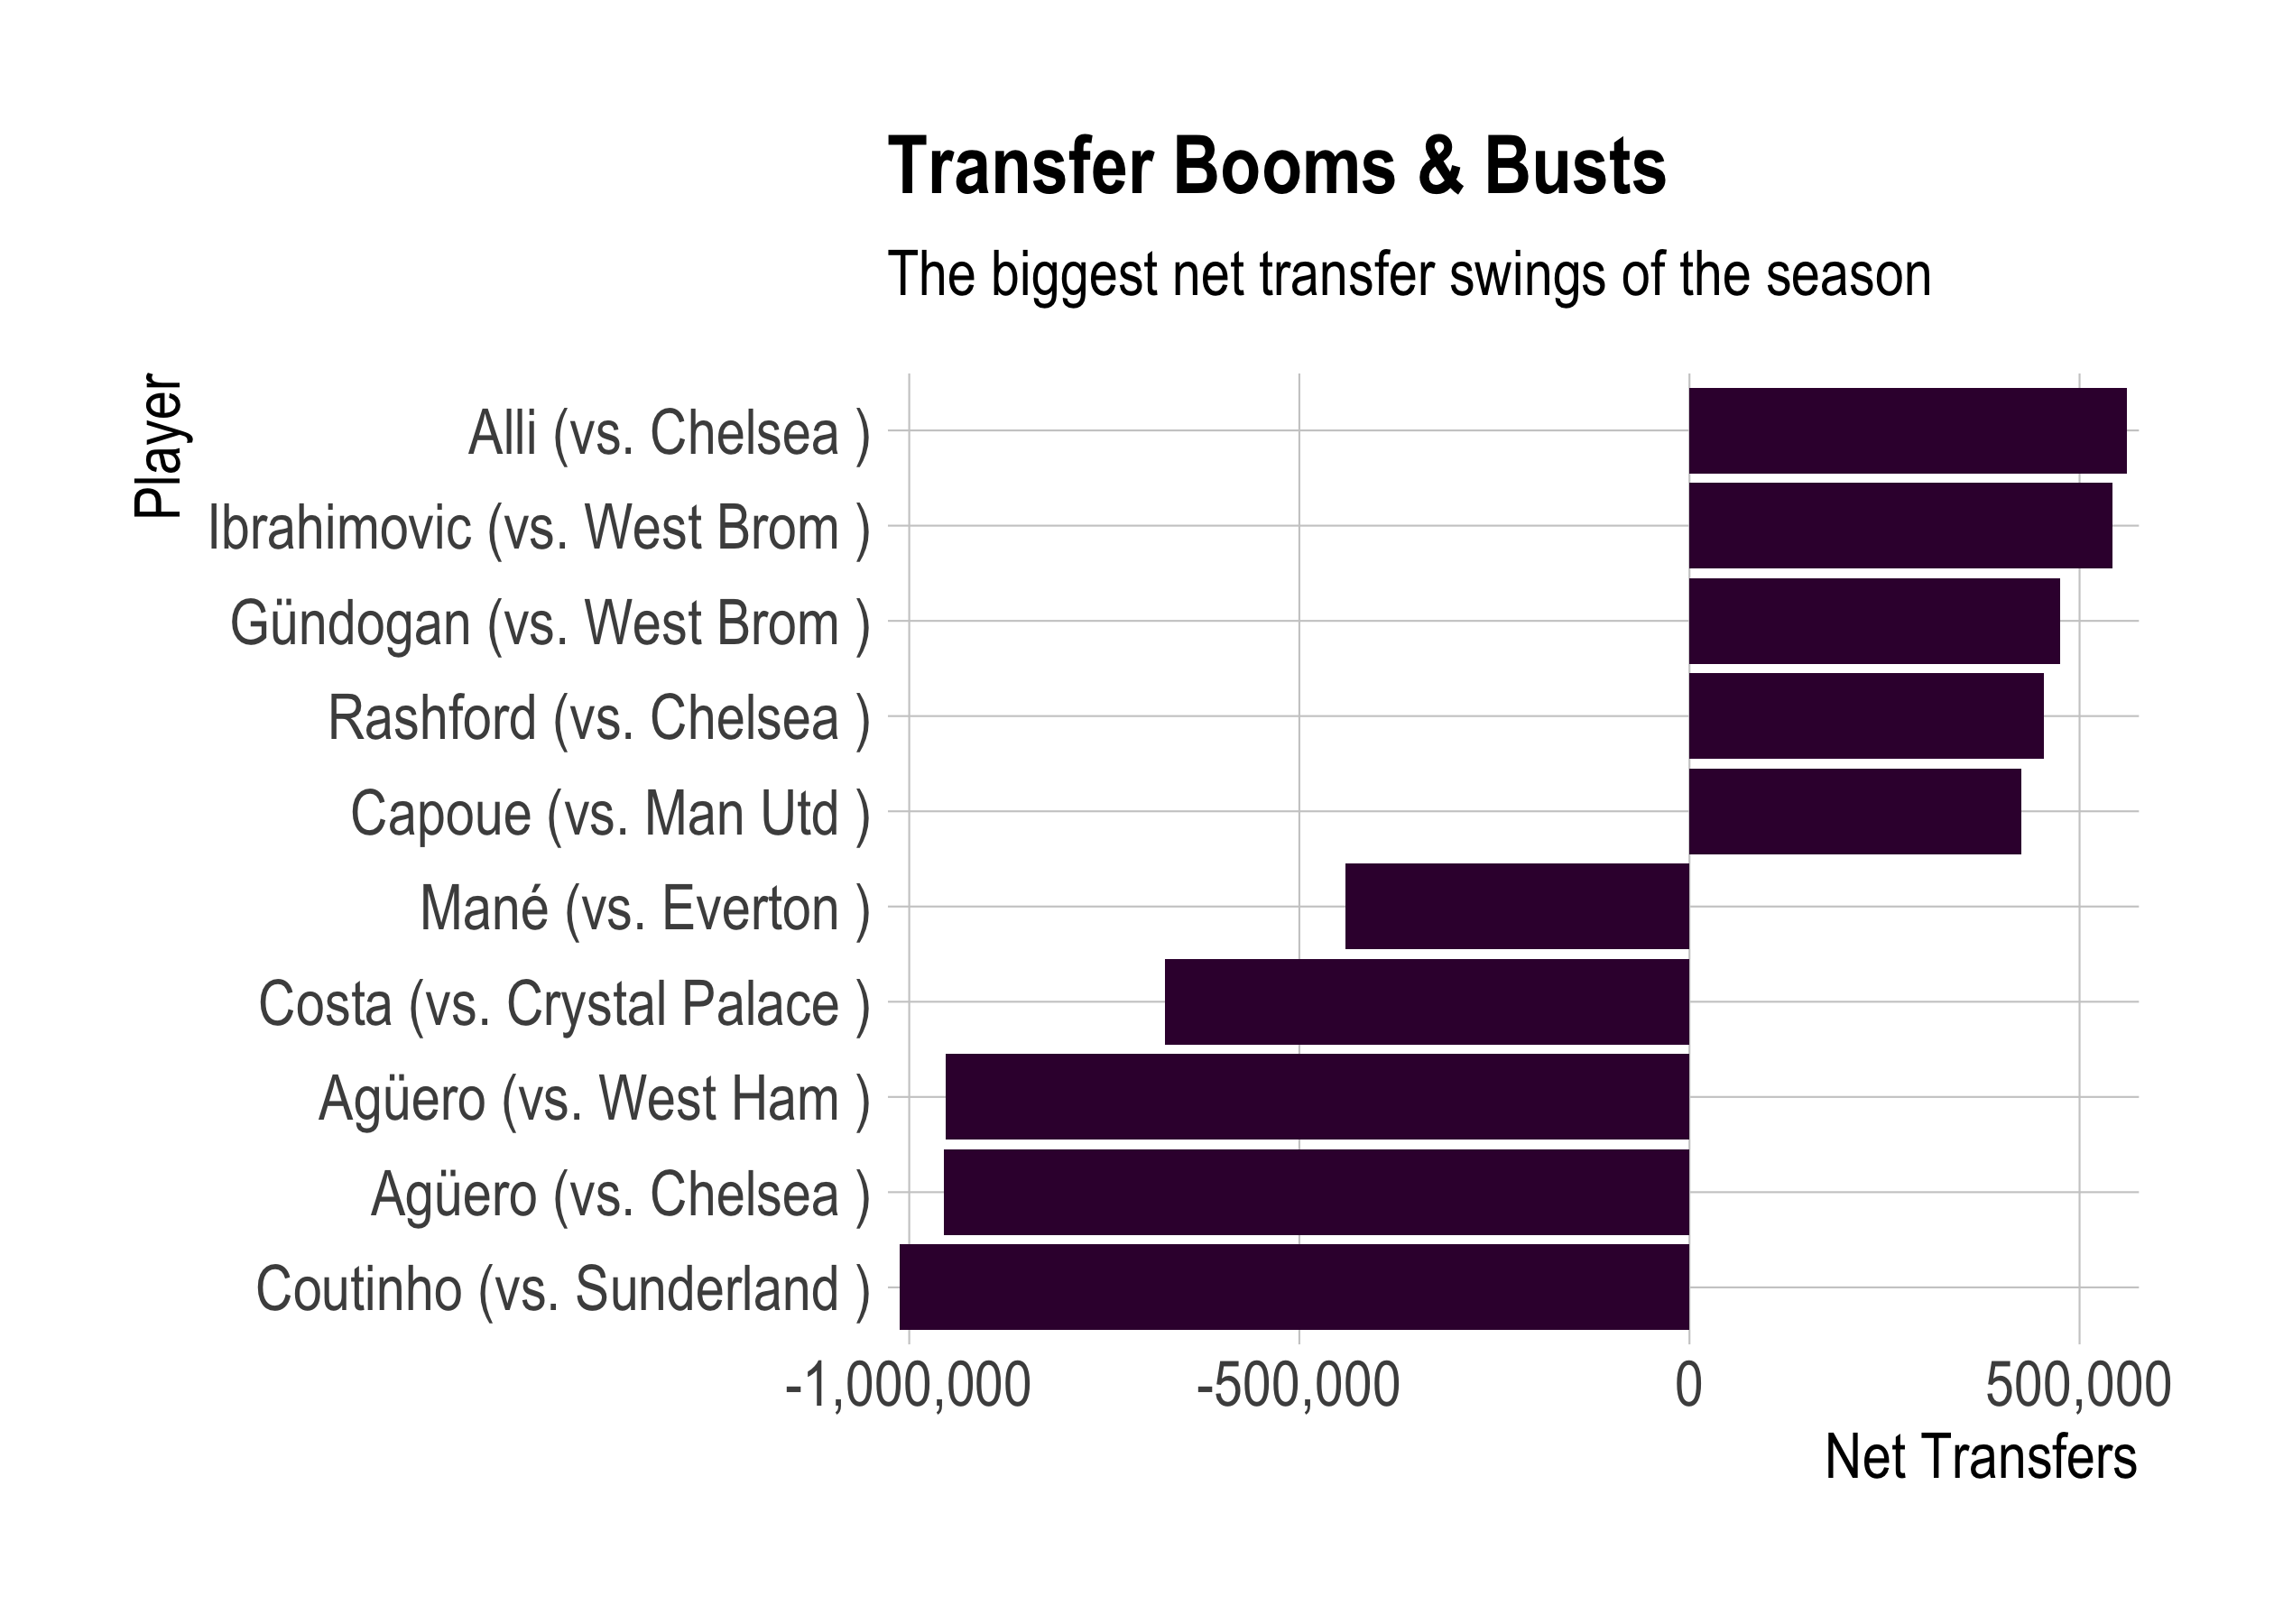 Transfer Booms & Busts
The biggest net transfer swings of the season
Player
Alli (vs. Chelsea )
Ibrahimovic (vs. West Brom )
Gündogan (vs. West Brom )
Rashford (vs. Chelsea )
Capoue (vs. Man Utd )
Mané (vs. Everton )
Costa (vs. Crystal Palace )
Agüero (vs. West Ham )
Agüero (vs. Chelsea )
Coutinho (vs. Sunderland )
-1,000,000 -500,000 0 500,000
Net Transfers